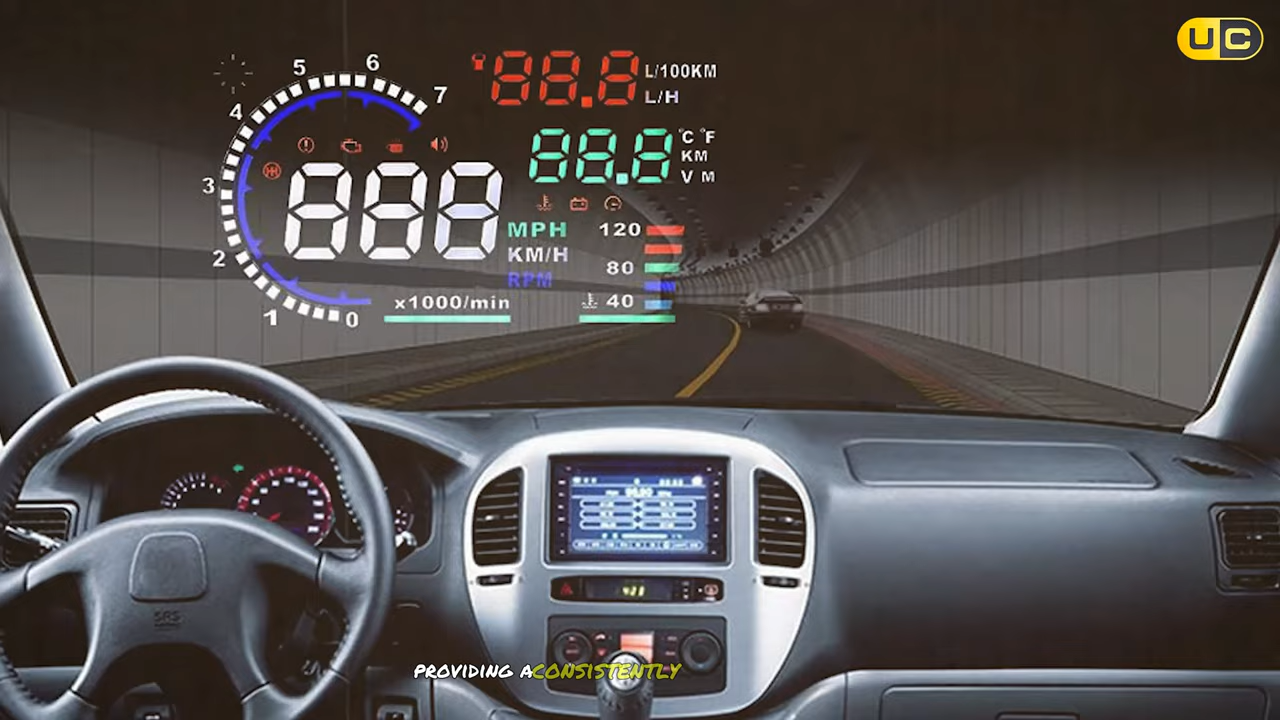 UC
5 6 7
4
3
2
1 0
88.8 L/100KM
L/H
88.8 °C °F
KM
V M
888
MPH
KM/H
RPM
x1000/min
120
80
40
SRS
PROVIDING A CONSISTENTLY